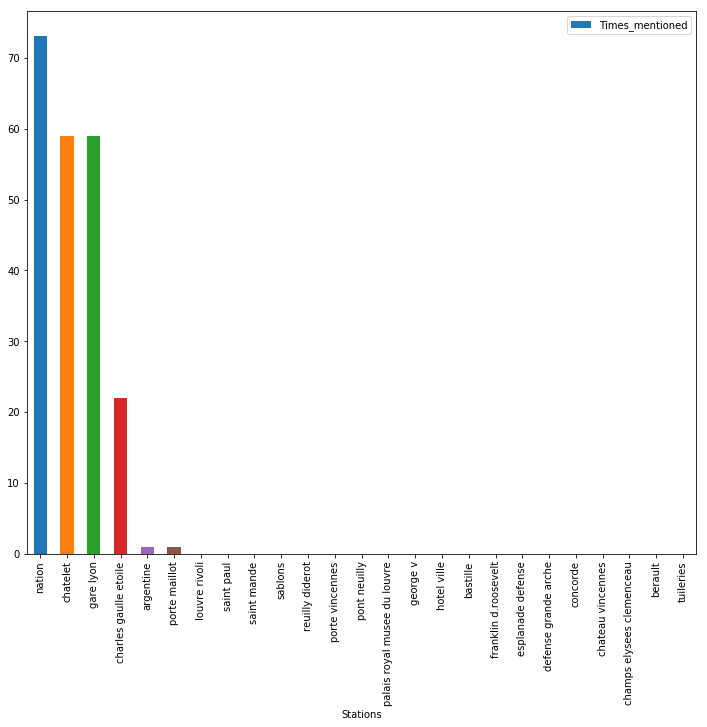 Times_mentioned
70
60
50
40
30
20
10
0
nation
chatelet
gare lyon
charles gaulle etoile
argentine
porte maillot
louvre rivoli
saint paul
saint mande
sablons
reuilly diderot
porte vincennes
pont neuilly
palais royal musee du louvre
george v
hotel ville
bastille
franklin d.roosevelt
esplanade defense
defense grande arche
concorde
chateau vincennes
champs elysees clemenceau
berault
tuileries
Stations